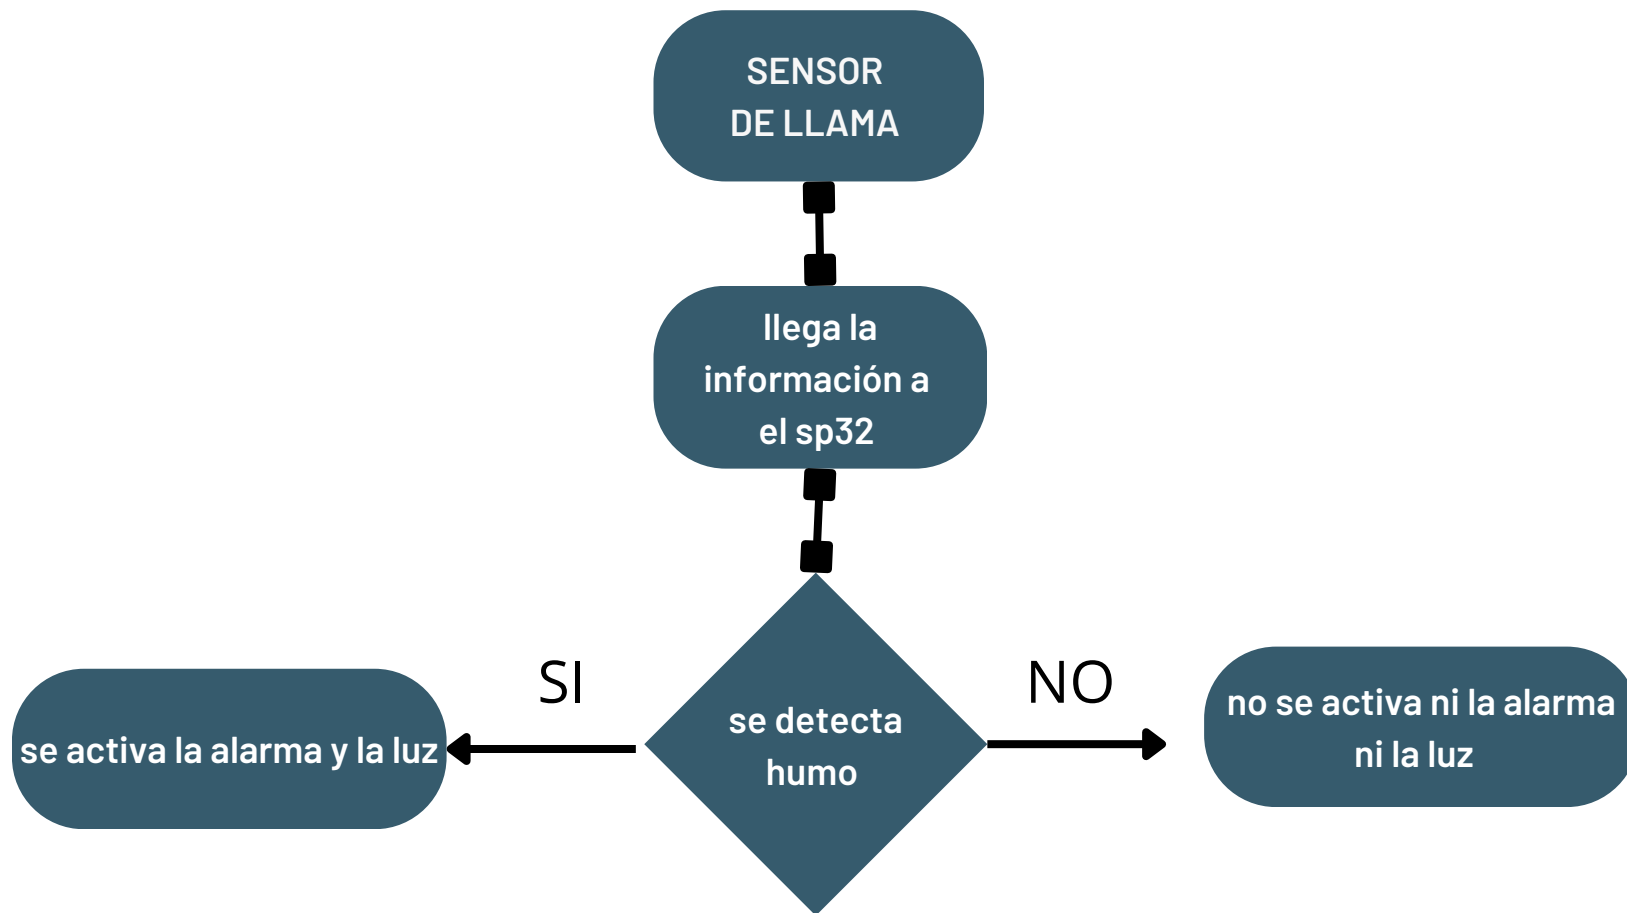 SENSOR
DE LLAMA
llega la
información a
el sp32
SI
NO
se detecta
humo
se activa la alarma y la luz
no se activa ni la alarma
ni la luz